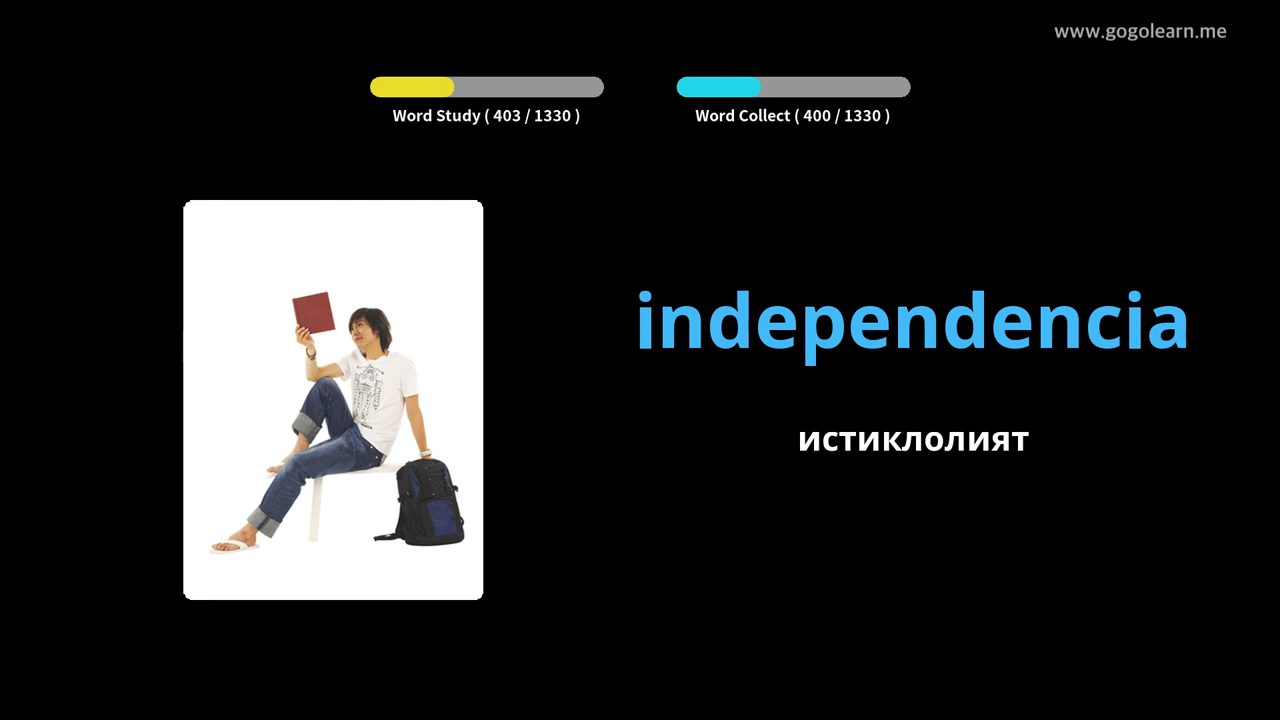 www.gogolearn.me
Word Study ( 403 / 1330 )
Word Collect ( 400 / 1330 )
independencia
истиклолият